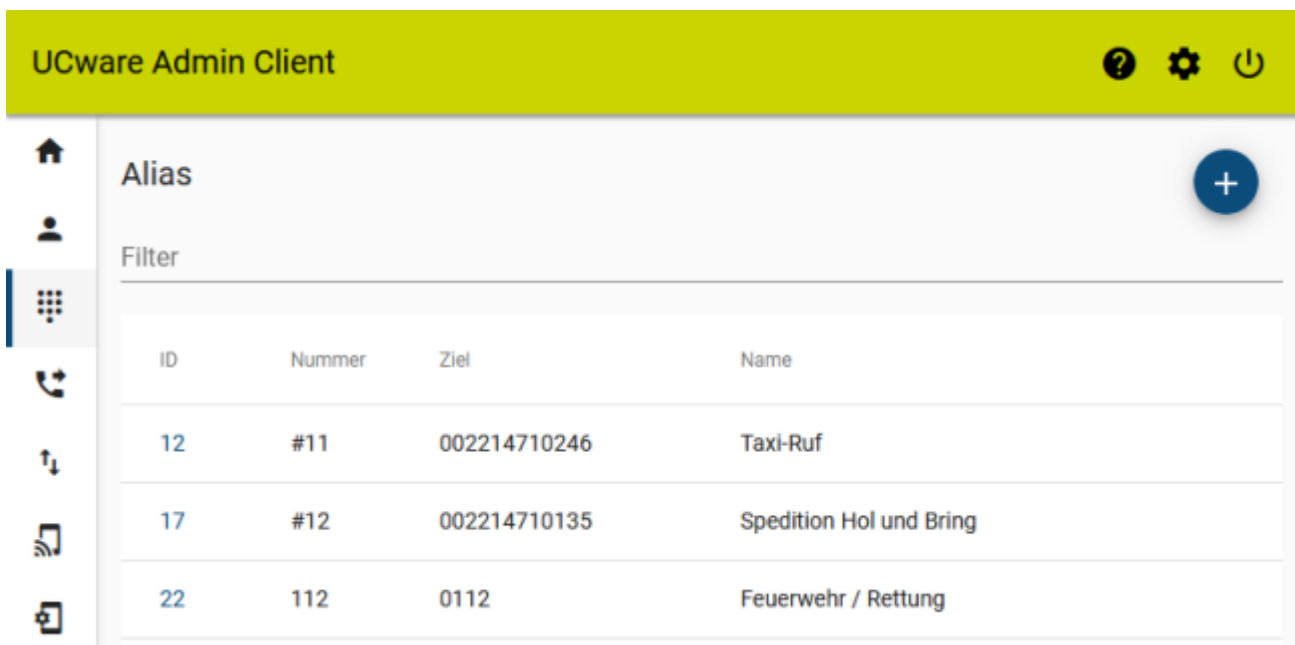 UCware Admin Client
Alias
Filter
ID Nummer Ziel Name
12 #11 002214710246 Taxi-Ruf
17 #12 002214710135 Spedition Hol und Bring
22 112 0112 Feuerwehr / Rettung